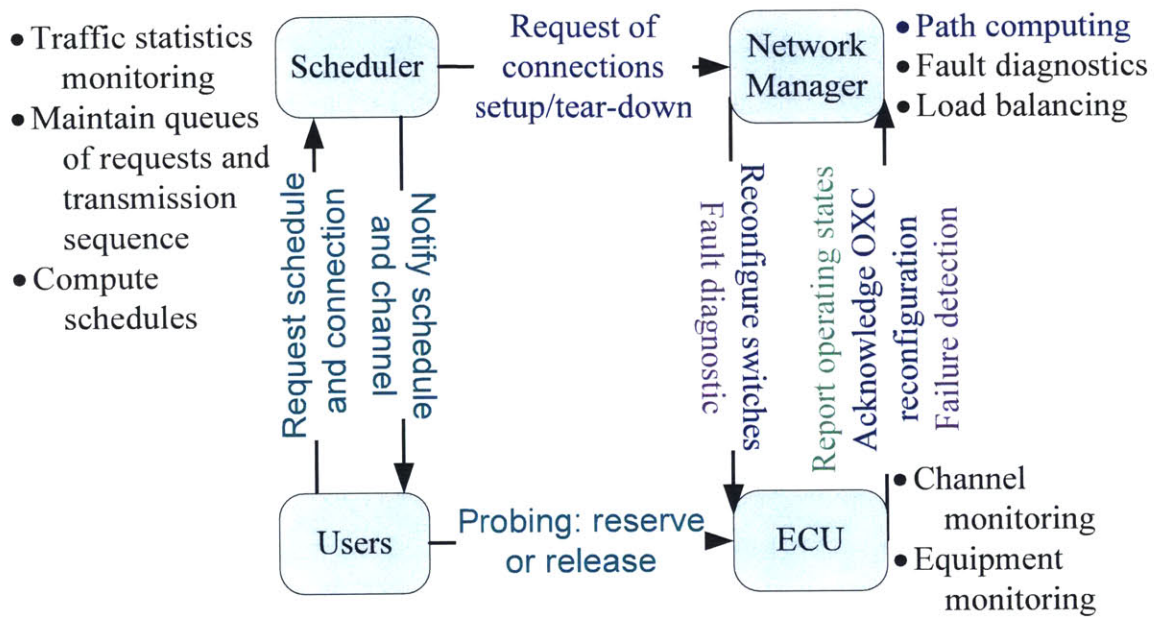 • Traffic statistics
monitoring
• Maintain queues
of requests and
transmission
sequence
• Compute
schedules
Scheduler
Request of
connections
setup/tear-down
Network
Manager
• Path computing
• Fault diagnostics
• Load balancing
Request schedule
and connection
Notify schedule
and channel
Reconfigure switches
Fault diagnostic
Report operating states
Acknowledge OXC
reconfiguration
Failure detection
Users
Probing: reserve
or release
ECU
• Channel
monitoring
• Equipment
monitoring